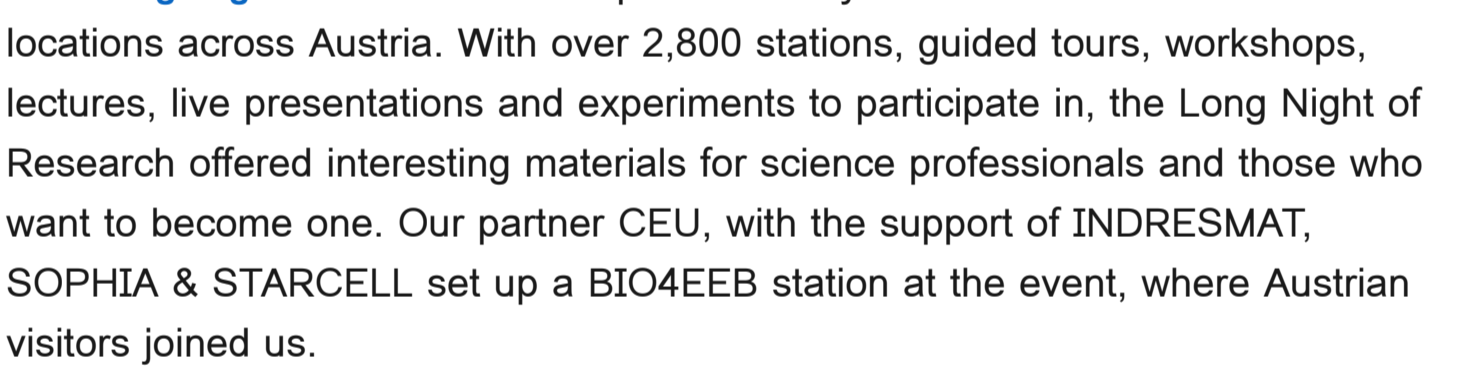 locations across Austria. With over 2,800 stations, guided tours, workshops,
lectures, live presentations and experiments to participate in, the Long Night of
Research offered interesting materials for science professionals and those who
want to become one. Our partner CEU, with the support of INDRESMAT,
SOPHIA & STARCELL set up a BIO4EEB station at the event, where Austrian
visitors joined us.